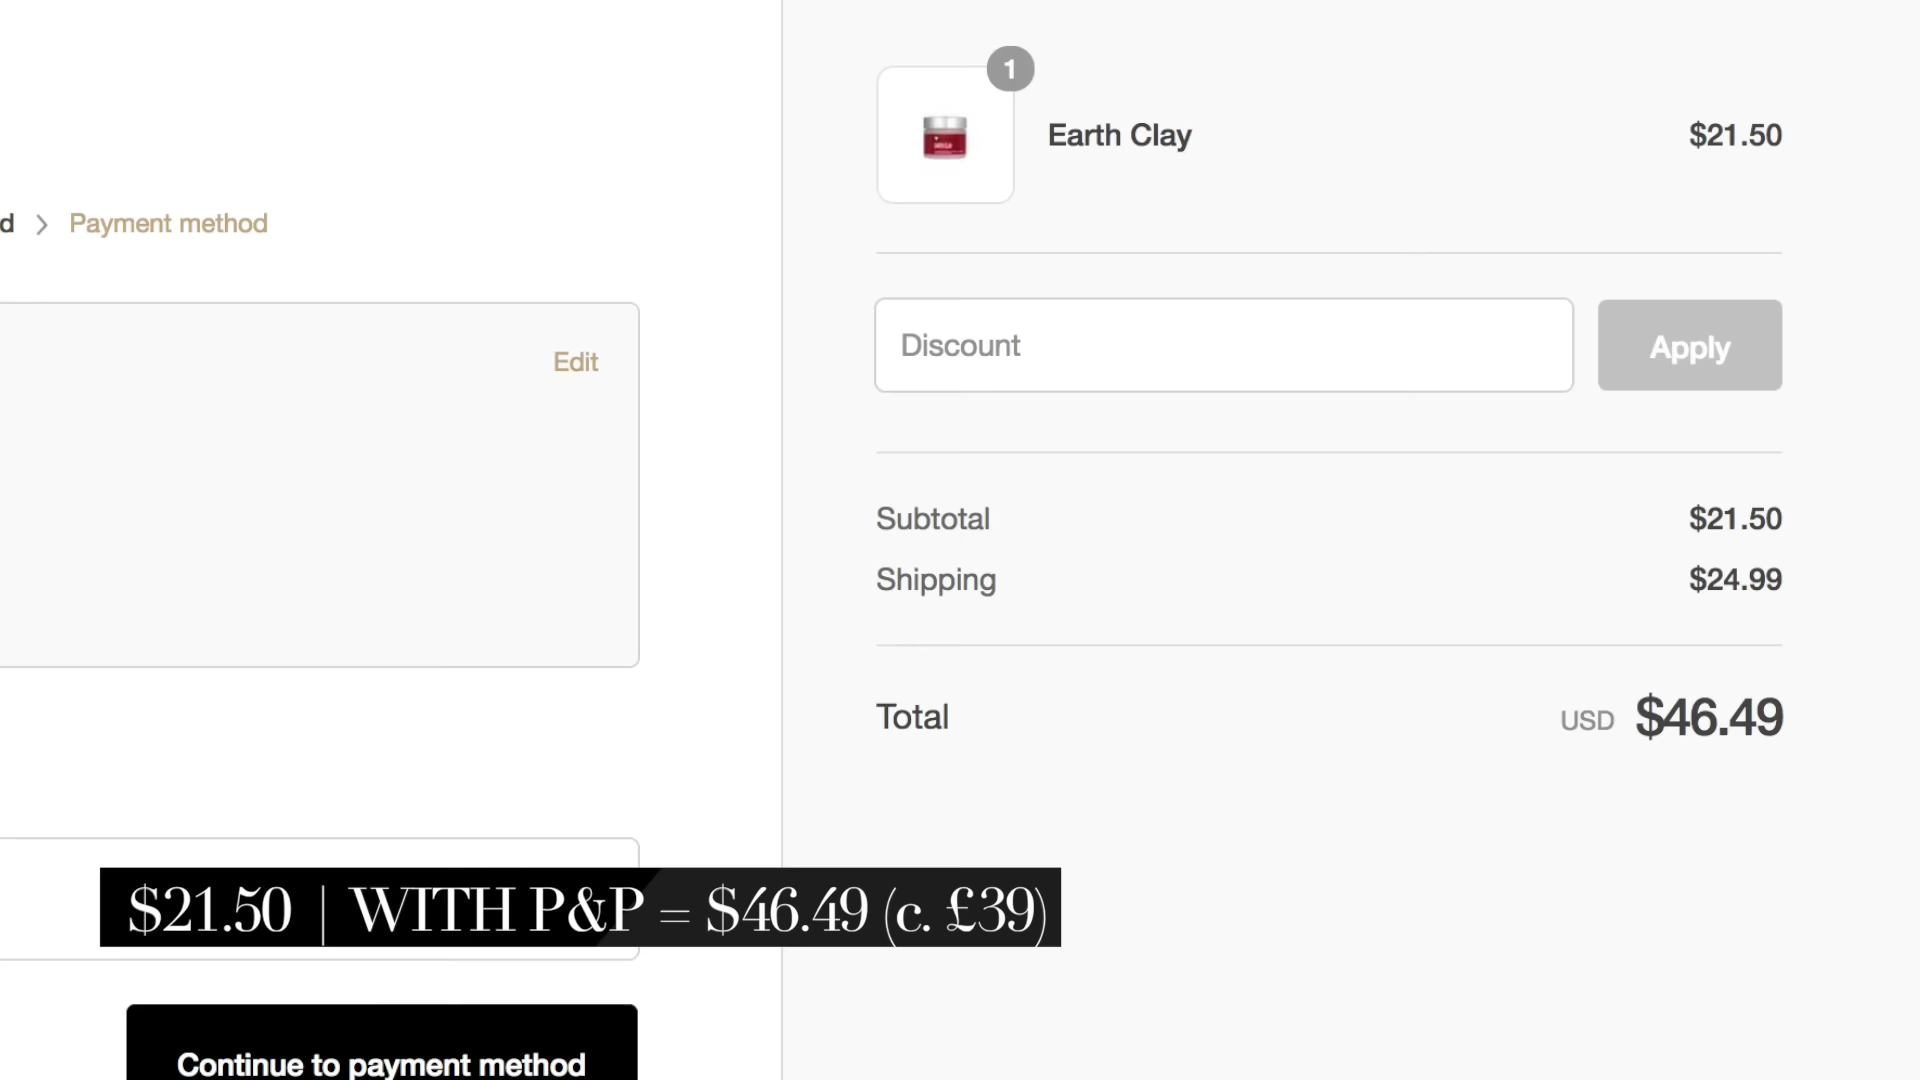 1
Earth Clay $21.50
d > Payment method
Edit
Discount
Apply
Subtotal $21.50
Shipping $24.99
Total USD $46.49
$21.50 | WITH P&P = $46.49 (c. £39)
Continue to payment method